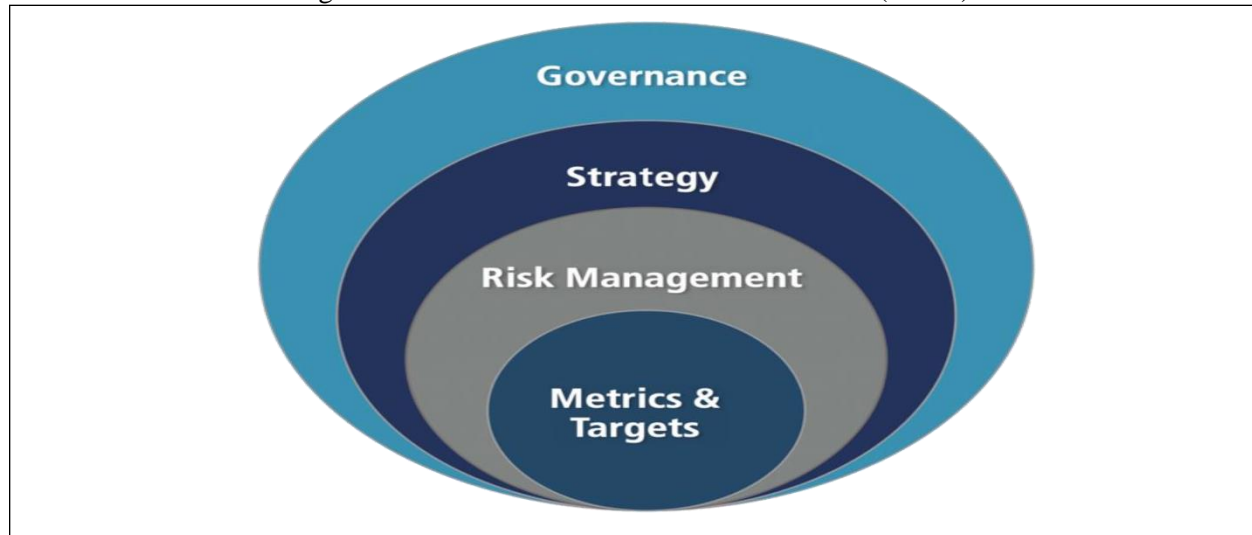 Governance
Strategy
Risk Management
Metrics &
Targets